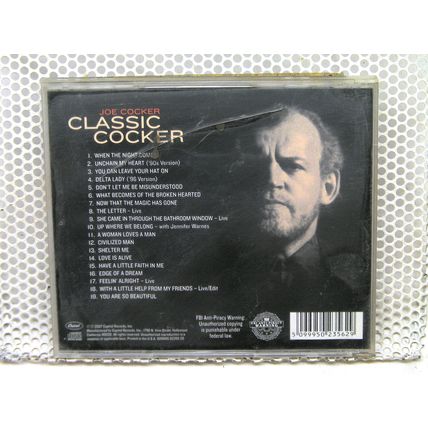 JOE COCKER
CLASSIC
COCKER
1. WHEN THE NIGHT COMES
2. UNCHAIN MY HEART ('90s Version)
3. YOU CAN LEAVE YOUR HAT ON
4. DELTA LADY ('96 Version)
5. DON'T LET ME BE MISUNDERSTOOD
6. WHAT BECOMES OF THE BROKEN HEARTED
7. NOW THAT THE MAGIC HAS GONE
8. THE LETTER – Live
9. SHE CAME IN THROUGH THE BATHROOM WINDOW – Live
10. UP WHERE WE BELONG – with Jennifer Warnes
11. A WOMAN LOVES A MAN
12. CIVILIZED MAN
13. SHELTER ME
14. LOVE IS ALIVE
15. HAVE A LITTLE FAITH IN ME
16. EDGE OF A DREAM
17. FEELIN' ALRIGHT – Live
18. WITH A LITTLE HELP FROM MY FRIENDS – Live/Edit
19. YOU ARE SO BEAUTIFUL
Capitol
FBI Anti-Piracy Warning:
Unauthorized copying
is punishable under
federal law.
5 099950 235629